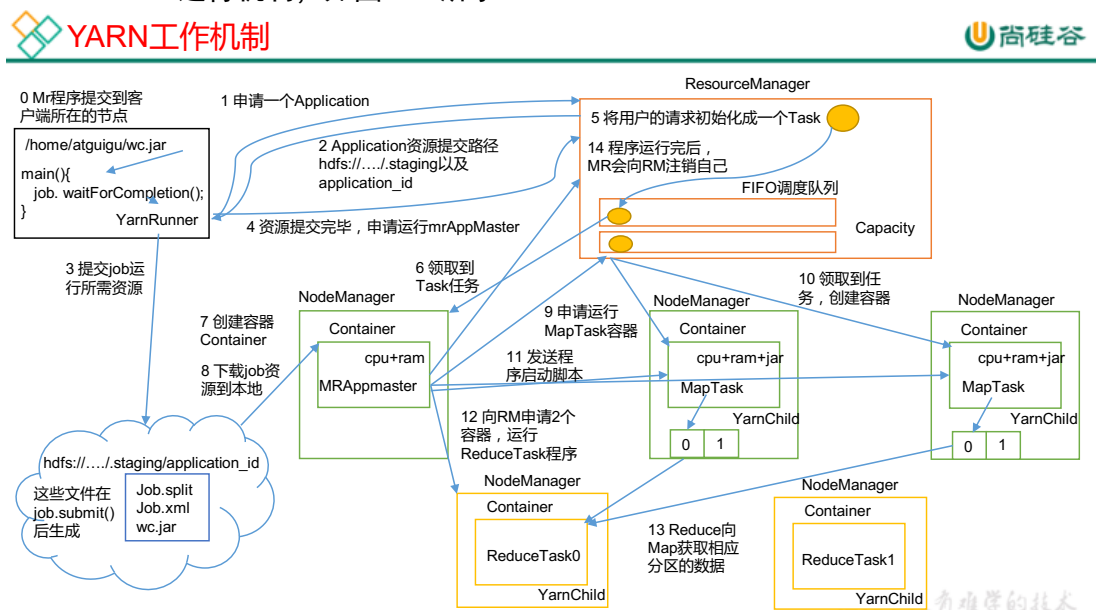 YARN工作机制
尚硅谷
0 Mr程序提交到客
户端所在的节点
/home/atguigu/wc.jar
main(){
job. waitForCompletion();
}
YarnRunner
1 申请一个Application
2 Application资源提交路径
hdfs://…./.staging以及
application_id
4 资源提交完毕，申请运行mrAppMaster
ResourceManager
5 将用户的请求初始化成一个Task
14 程序运行完后，
MR会向RM注销自己
FIFO调度队列
Capacity
3 提交job运
行所需资源
6 领取到
Task任务
7 创建容器
Container
8 下载job资
源到本地
NodeManager
Container
cpu+ram
MRAppmaster
9 申请运行
MapTask容器
11 发送程
序启动脚本
10 领取到任
务，创建容器
NodeManager
Container
cpu+ram+jar
MapTask
YarnChild
0 1
NodeManager
Container
cpu+ram+jar
MapTask
YarnChild
0 1
12 向RM申请2个
容器，运行
ReduceTask程序
hdfs://…./.staging/application_id
这些文件在
job.submit()
后生成
Job.split
Job.xml
wc.jar
NodeManager
Container
ReduceTask0
YarnChild
13 Reduce向
Map获取相应
分区的数据
NodeManager
Container
ReduceTask1
YarnChild